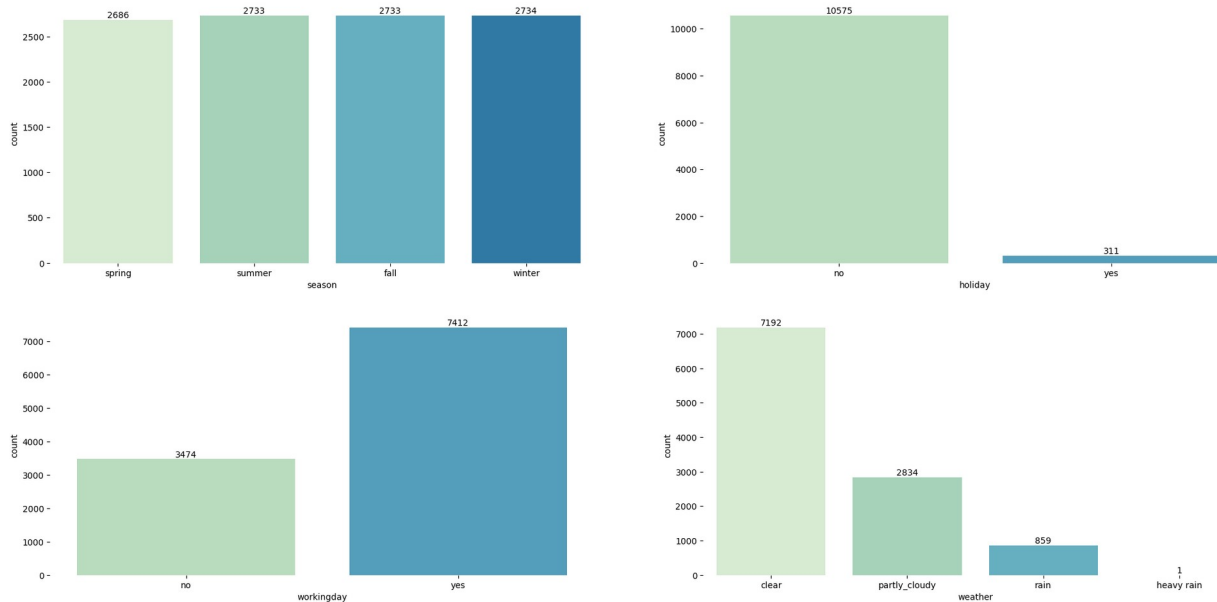 2686 2733 2733 2734
2500
2000
1500
1000
500
0
count
spring summer fall winter
season
10575
10000
8000
6000
4000
2000
0
count
311
no yes
holiday
7412
7000
6000
5000
4000
3000
2000
1000
0
count
3474
no yes
workingday
7192
7000
6000
5000
4000
3000
2000
1000
0
count
2834
859
1
clear partly_cloudy rain heavy rain
weather